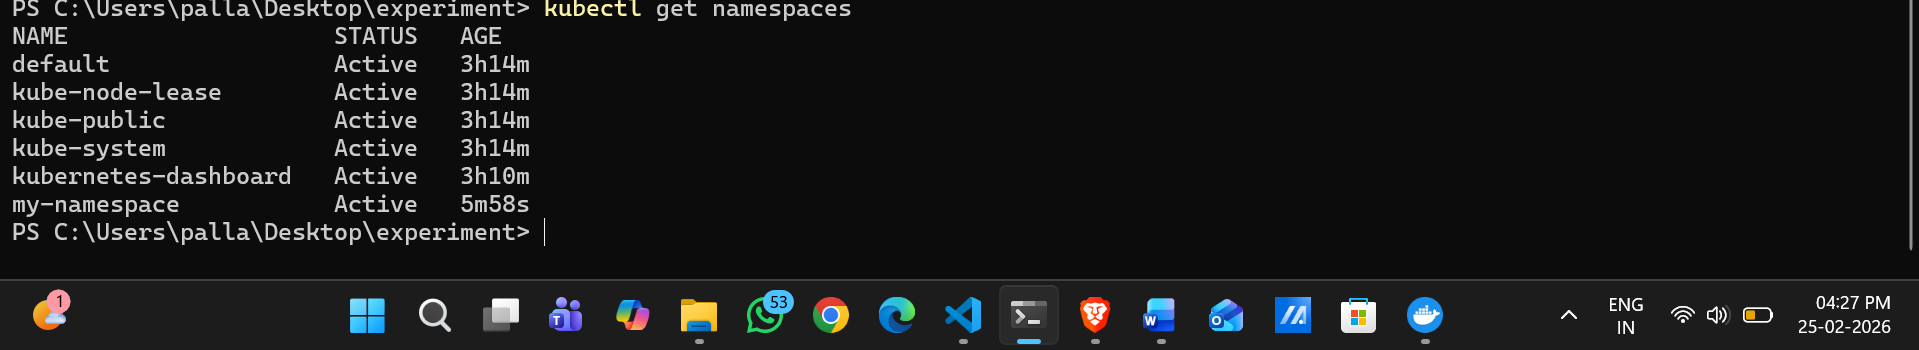 PS C:\Users\palla\Desktop\experiment> kubectl get namespaces
NAME                   STATUS   AGE
default                Active   3h14m
kube-node-lease        Active   3h14m
kube-public            Active   3h14m
kube-system            Active   3h14m
kubernetes-dashboard   Active   3h10m
my-namespace           Active   5m58s
PS C:\Users\palla\Desktop\experiment>
1
T
53
W
O
ENG
IN
04:27 PM
25-02-2026